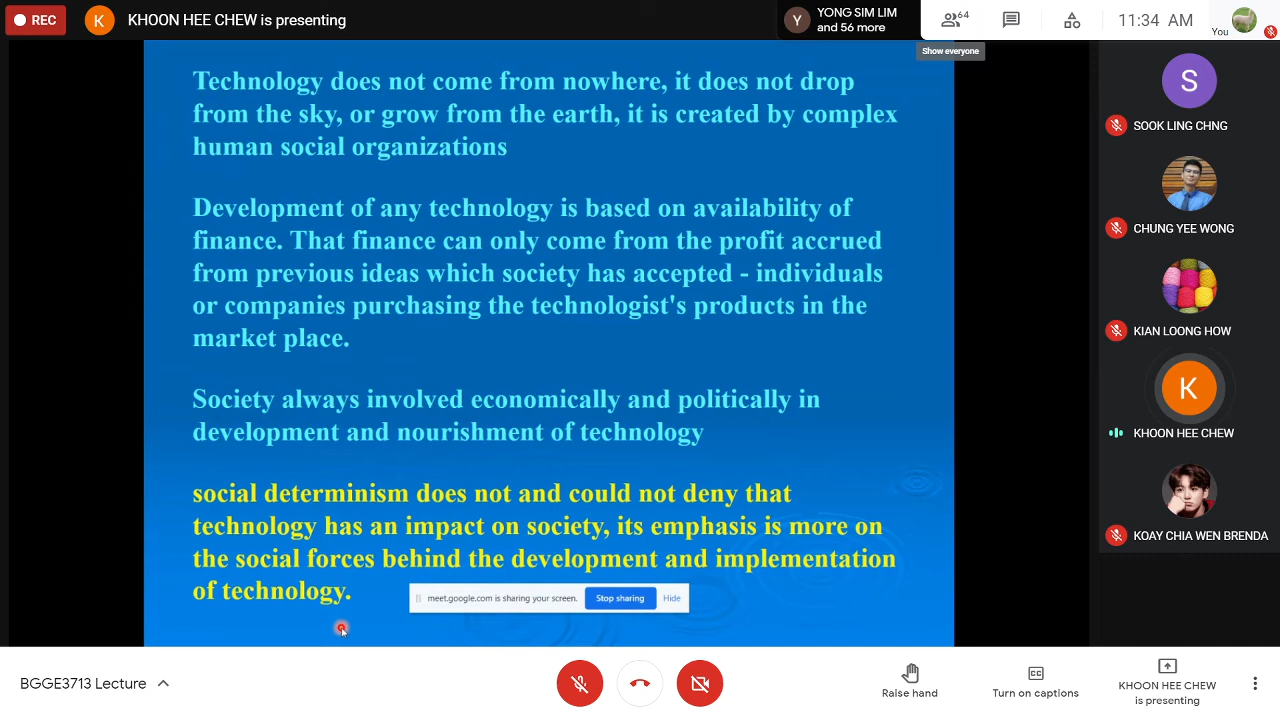 REC
K
KHOON HEE CHEW is presenting
Y
YONG SIM LIM
and 56 more
64
11:34 AM
You
Show everyone
Technology does not come from nowhere, it does not drop
from the sky, or grow from the earth, it is created by complex
human social organizations
Development of any technology is based on availability of
finance. That finance can only come from the profit accrued
from previous ideas which society has accepted - individuals
or companies purchasing the technologist's products in the
market place.
Society always involved economically and politically in
development and nourishment of technology
social determinism does not and could not deny that
technology has an impact on society, its emphasis is more on
the social forces behind the development and implementation
of technology.
meet.google.com is sharing your screen.
Stop sharing
Hide
S
SOOK LING CHNG
CHUNG YEE WONG
KIAN LOONG HOW
K
KHOON HEE CHEW
KOAY CHIA WEN BRENDA
BGGE3713 Lecture
Raise hand
CC
Turn on captions
KHOON HEE CHEW
is presenting